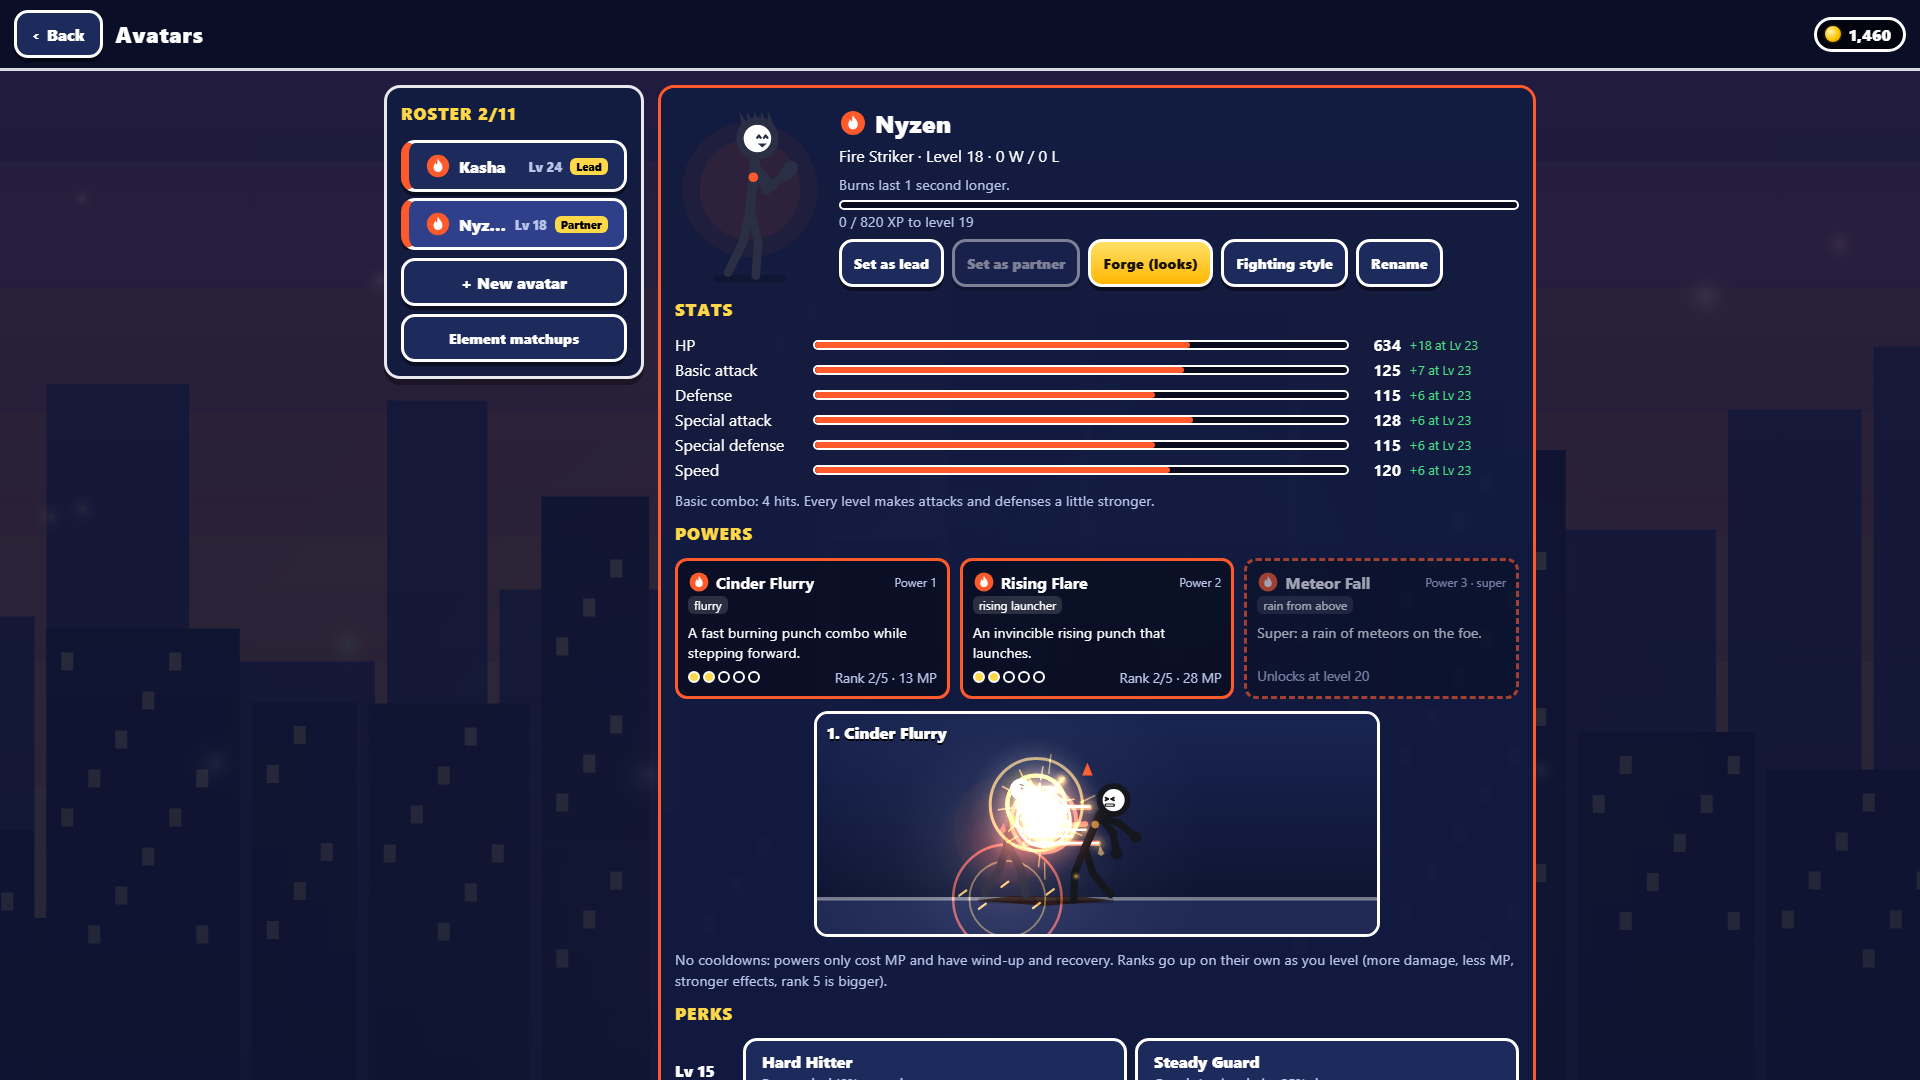 ‹ Back
Avatars
1,460
ROSTER 2/11
Kasha Lv 24 Lead
Nyz... Lv 18 Partner
+ New avatar
Element matchups
Nyzen
Fire Striker · Level 18 · 0 W / 0 L
Burns last 1 second longer.
0 / 820 XP to level 19
Set as lead
Set as partner
Forge (looks)
Fighting style
Rename
STATS
HP 634 +18 at Lv 23
Basic attack 125 +7 at Lv 23
Defense 115 +6 at Lv 23
Special attack 128 +6 at Lv 23
Special defense 115 +6 at Lv 23
Speed 120 +6 at Lv 23
Basic combo: 4 hits. Every level makes attacks and defenses a little stronger.
POWERS
Cinder Flurry Power 1
flurry
A fast burning punch combo while
stepping forward.
Rank 2/5 · 13 MP
Rising Flare Power 2
rising launcher
An invincible rising punch that
launches.
Rank 2/5 · 28 MP
Meteor Fall Power 3 · super
rain from above
Super: a rain of meteors on the foe.
Unlocks at level 20
1. Cinder Flurry
No cooldowns: powers only cost MP and have wind-up and recovery. Ranks go up on their own as you level (more damage, less MP,
stronger effects, rank 5 is bigger).
PERKS
Lv 15
Hard Hitter
Steady Guard